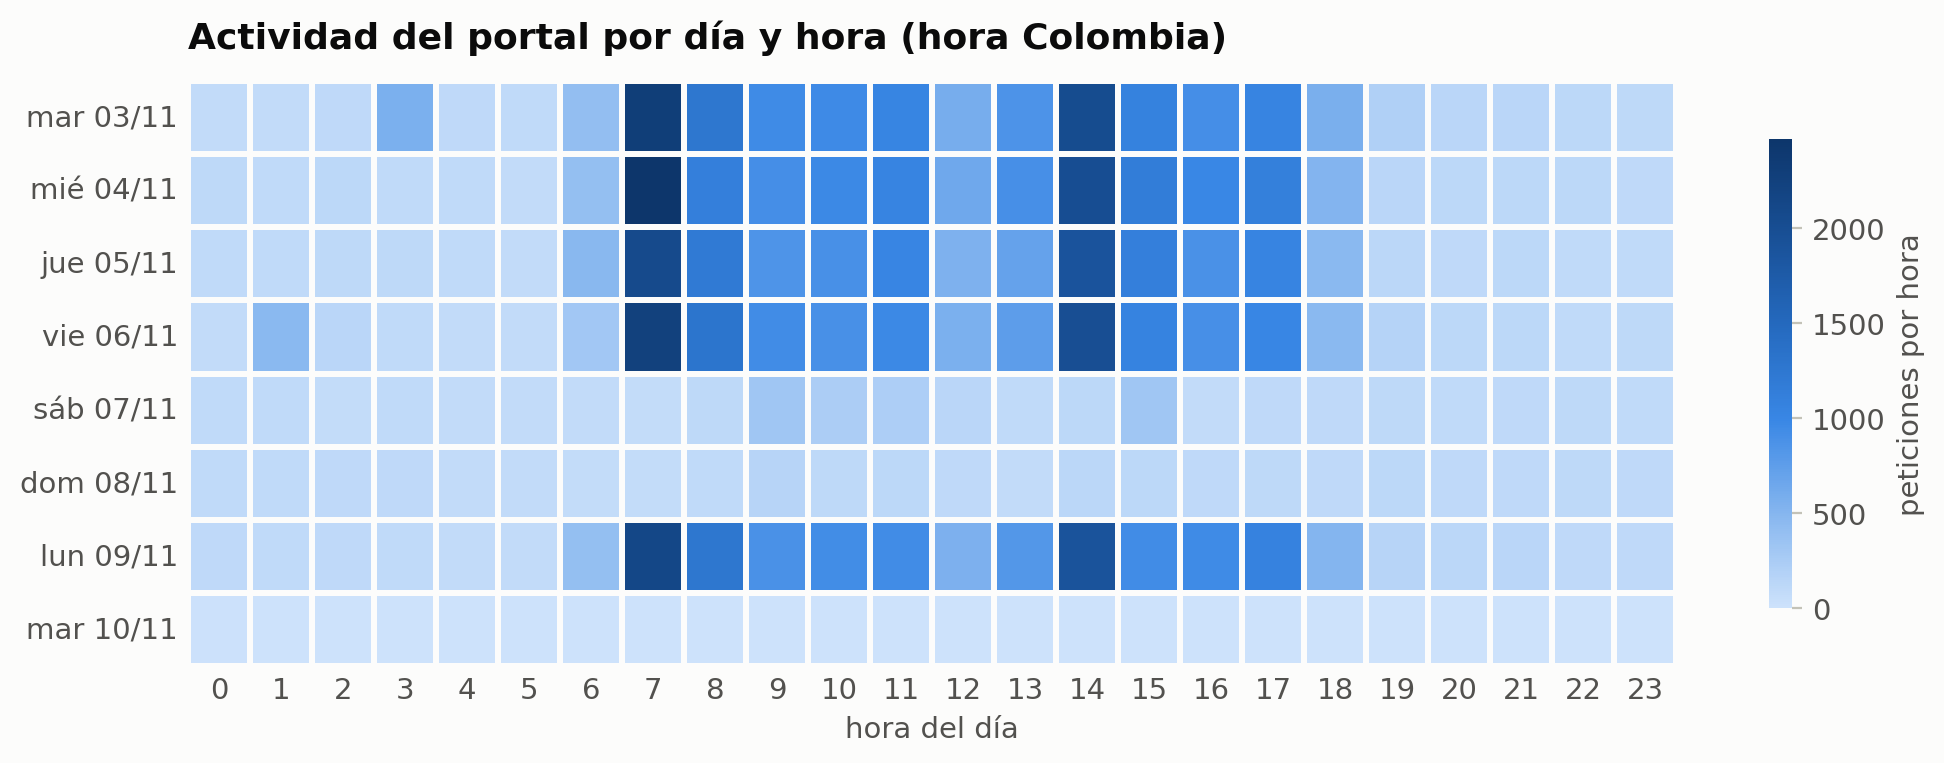 Actividad del portal por día y hora (hora Colombia)
mar 03/11
mié 04/11
jue 05/11
vie 06/11
sáb 07/11
dom 08/11
lun 09/11
mar 10/11
0 1 2 3 4 5 6 7 8 9 10 11 12 13 14 15 16 17 18 19 20 21 22 23
hora del día
2000
1500
1000
500
0
peticiones por hora